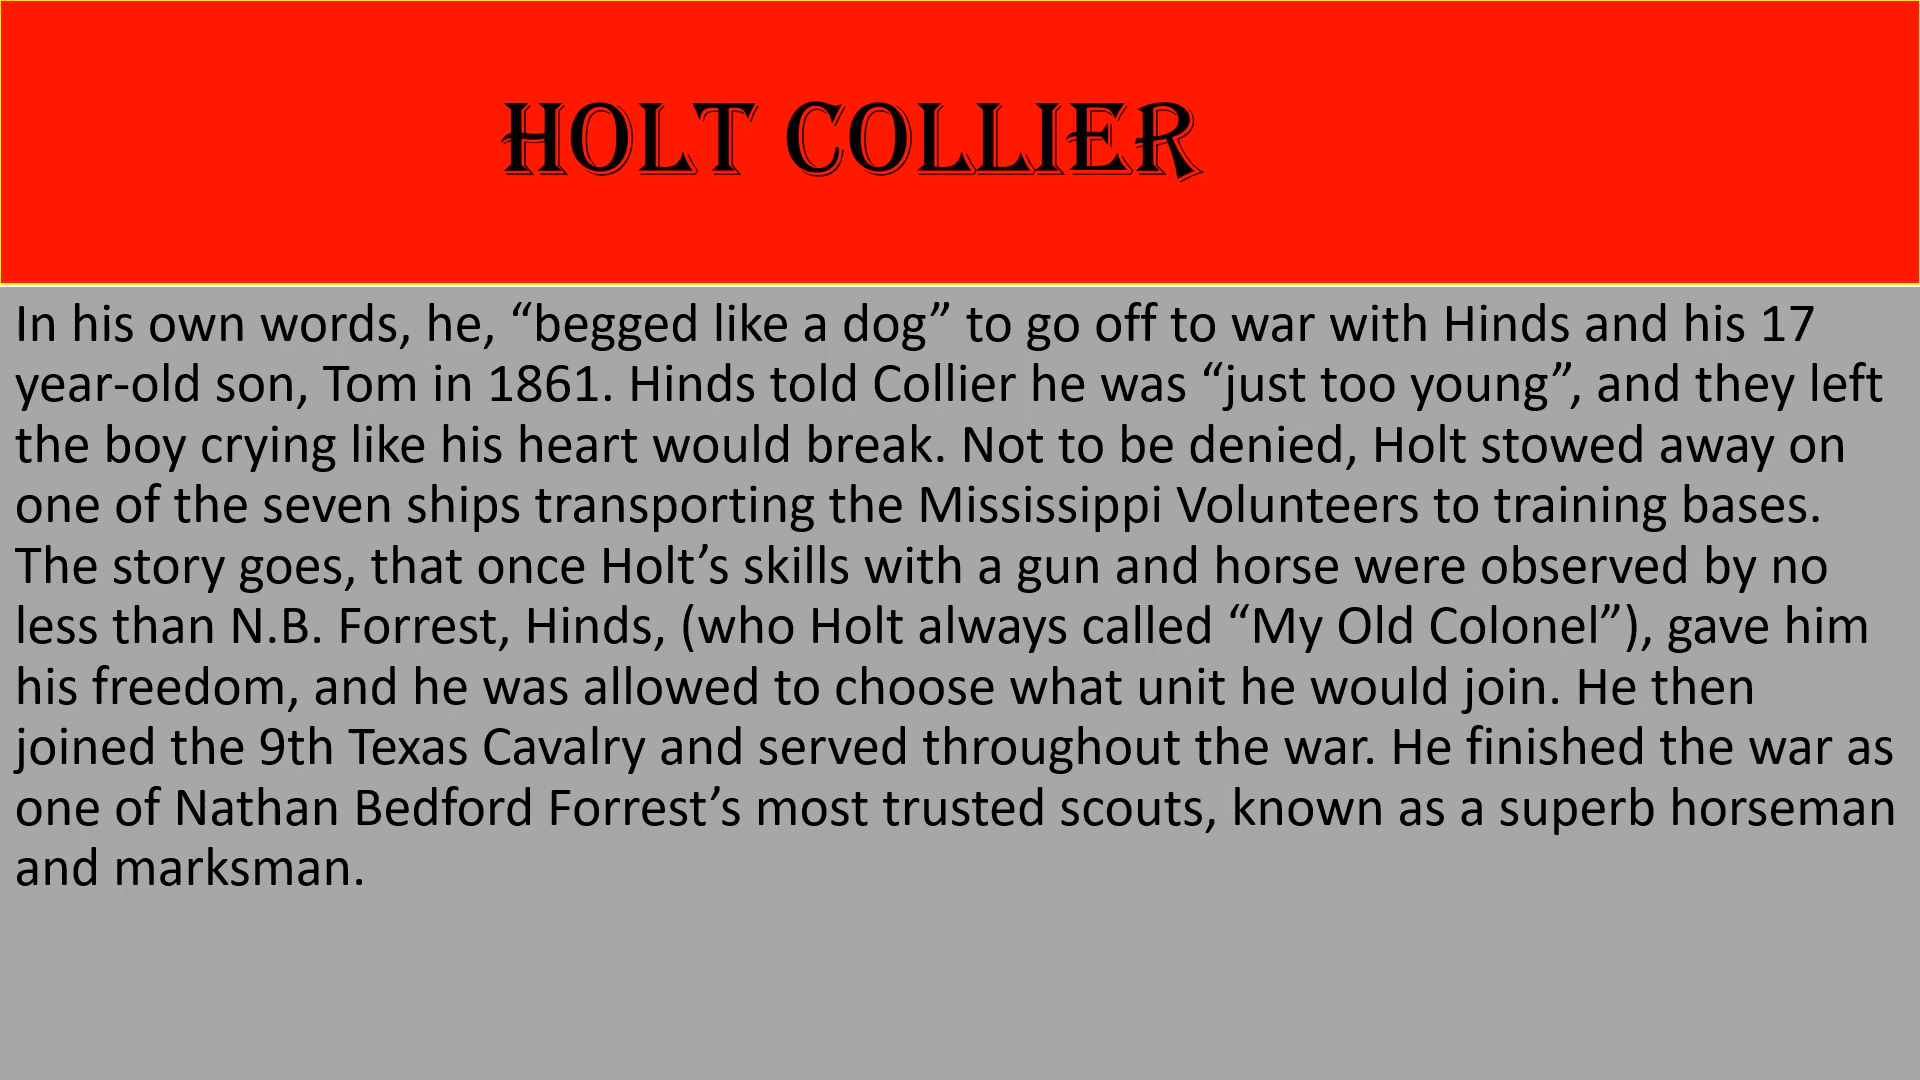 HOLT COLLIER
In his own words, he, “begged like a dog” to go off to war with Hinds and his 17
year-old son, Tom in 1861. Hinds told Collier he was “just too young”, and they left
the boy crying like his heart would break. Not to be denied, Holt stowed away on
one of the seven ships transporting the Mississippi Volunteers to training bases.
The story goes, that once Holt’s skills with a gun and horse were observed by no
less than N.B. Forrest, Hinds, (who Holt always called “My Old Colonel”), gave him
his freedom, and he was allowed to choose what unit he would join. He then
joined the 9th Texas Cavalry and served throughout the war. He finished the war as
one of Nathan Bedford Forrest’s most trusted scouts, known as a superb horseman
and marksman.